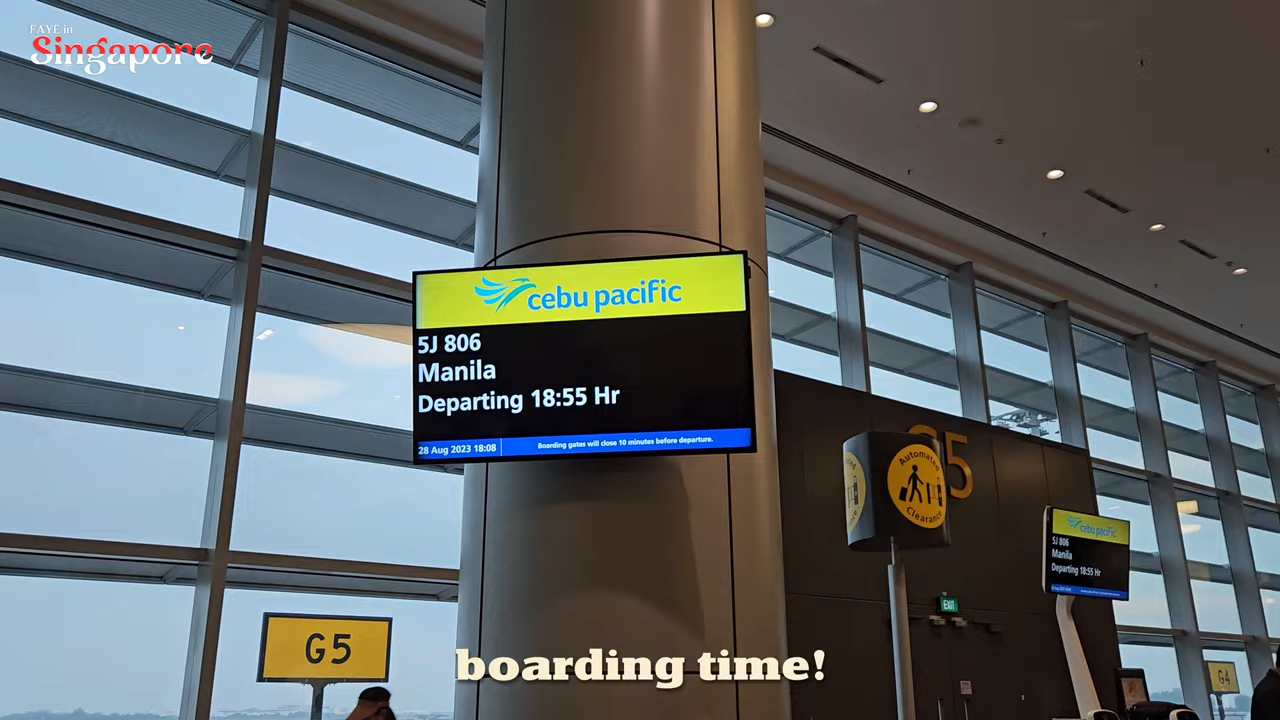 FAYE in
Singapore
cebu pacific
5J 806
Manila
Departing 18:55 Hr
28 Aug 2023 18:08
Boarding gates will close 10 minutes before departure.
G5
Automated
Clearance
5
cebu pacific
5J 806
Manila
Departing 18:55 Hr
EXIT
G5
G4
boarding time!